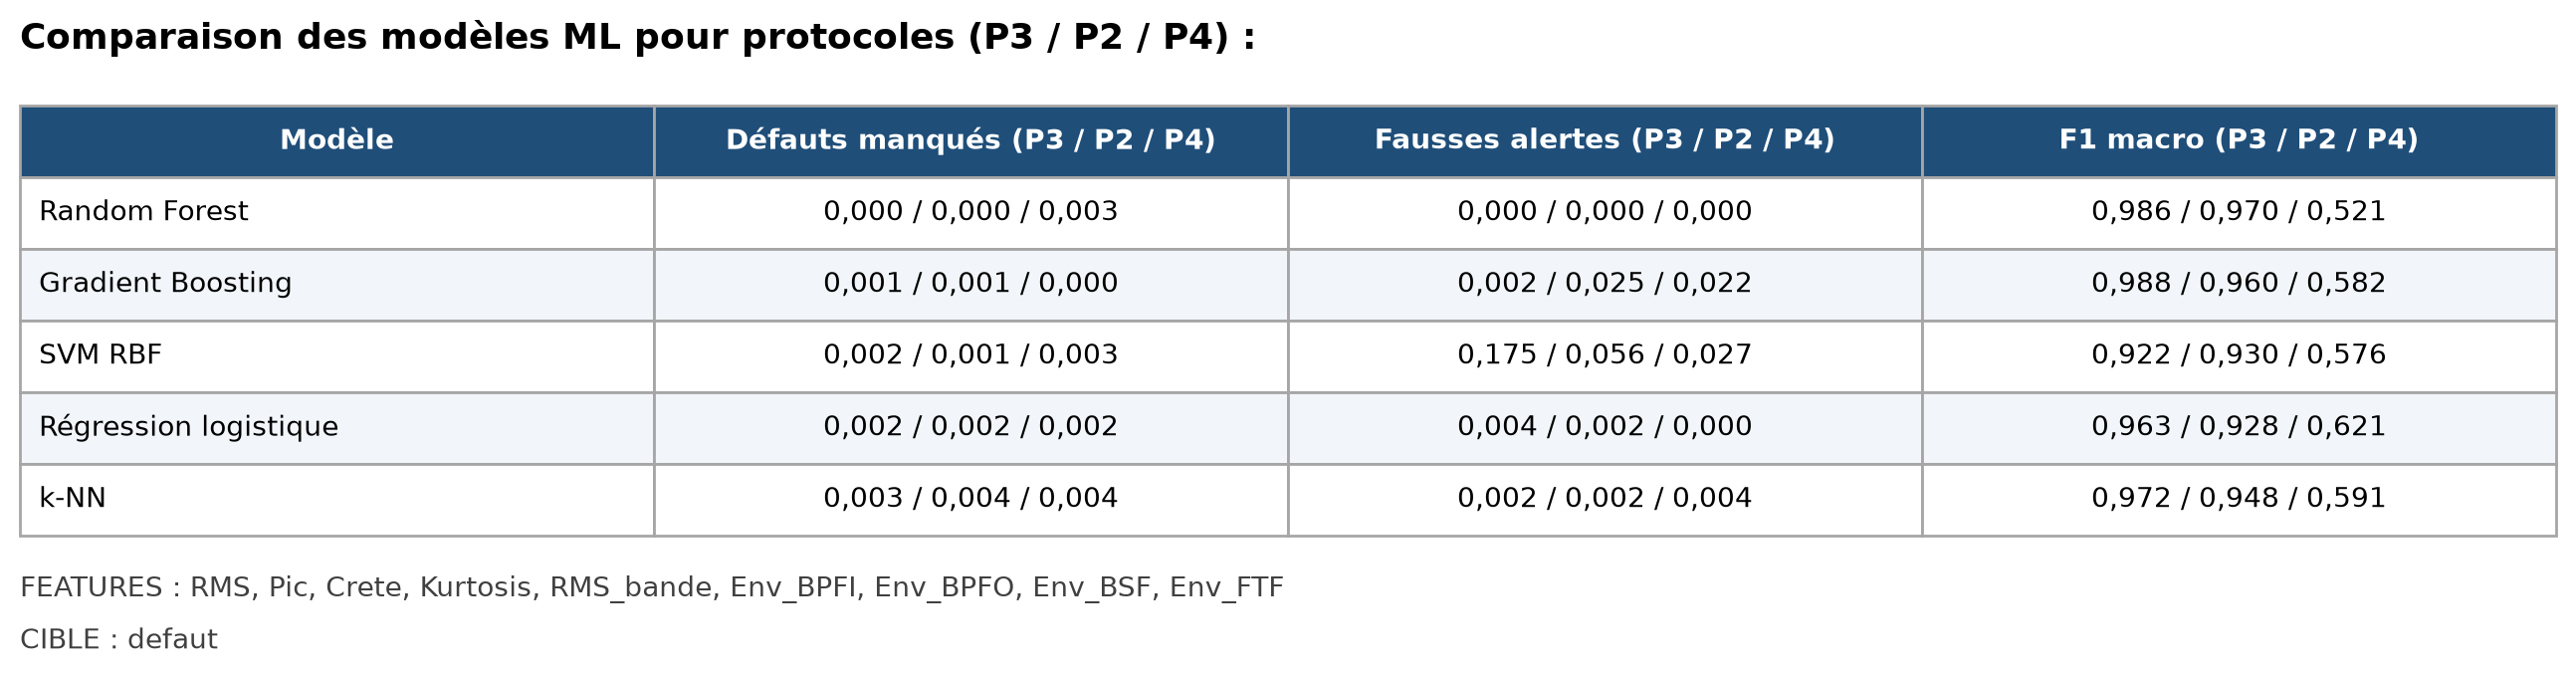 Comparaison des modèles ML pour protocoles (P3 / P2 / P4) :
Modèle Défauts manqués (P3 / P2 / P4) Fausses alertes (P3 / P2 / P4) F1 macro (P3 / P2 / P4)
Random Forest 0,000 / 0,000 / 0,003 0,000 / 0,000 / 0,000 0,986 / 0,970 / 0,521
Gradient Boosting 0,001 / 0,001 / 0,000 0,002 / 0,025 / 0,022 0,988 / 0,960 / 0,582
SVM RBF 0,002 / 0,001 / 0,003 0,175 / 0,056 / 0,027 0,922 / 0,930 / 0,576
Régression logistique 0,002 / 0,002 / 0,002 0,004 / 0,002 / 0,000 0,963 / 0,928 / 0,621
k-NN 0,003 / 0,004 / 0,004 0,002 / 0,002 / 0,004 0,972 / 0,948 / 0,591
FEATURES : RMS, Pic, Crete, Kurtosis, RMS_bande, Env_BPFI, Env_BPFO, Env_BSF, Env_FTF
CIBLE : defaut